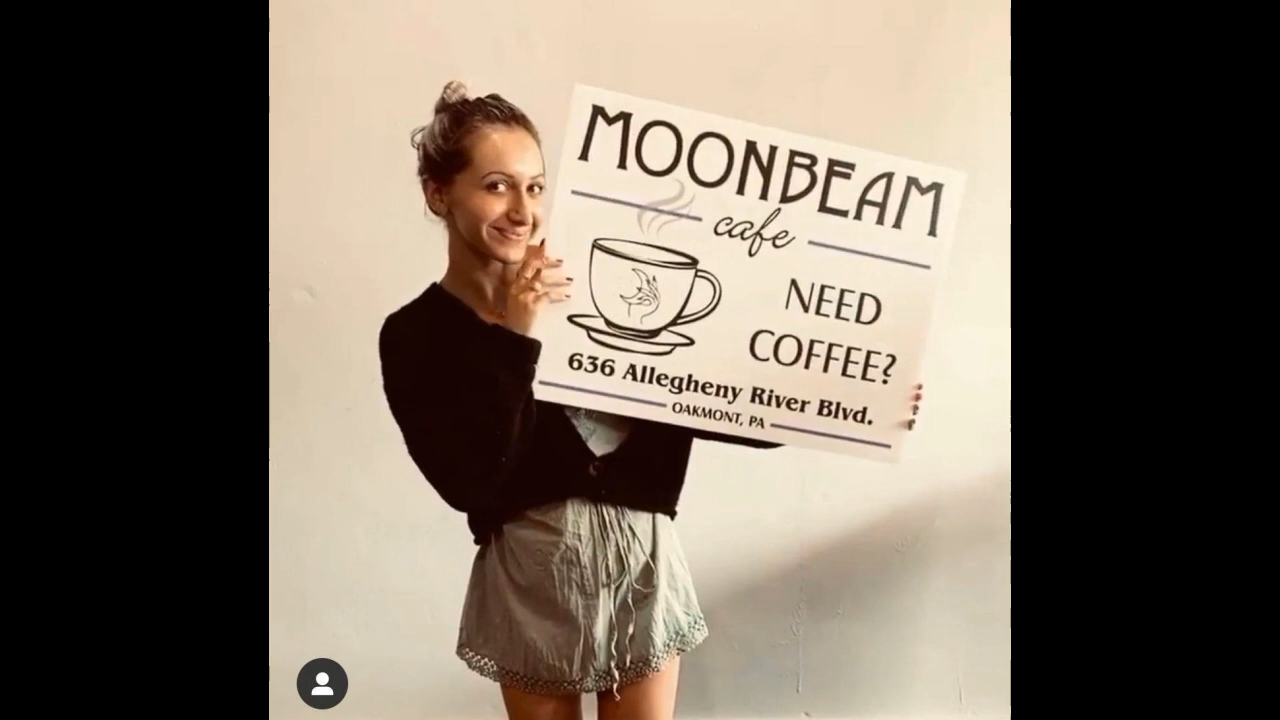 MOONBEAM
cafe
NEED
COFFEE?
636 Allegheny River Blvd.
OAKMONT, PA